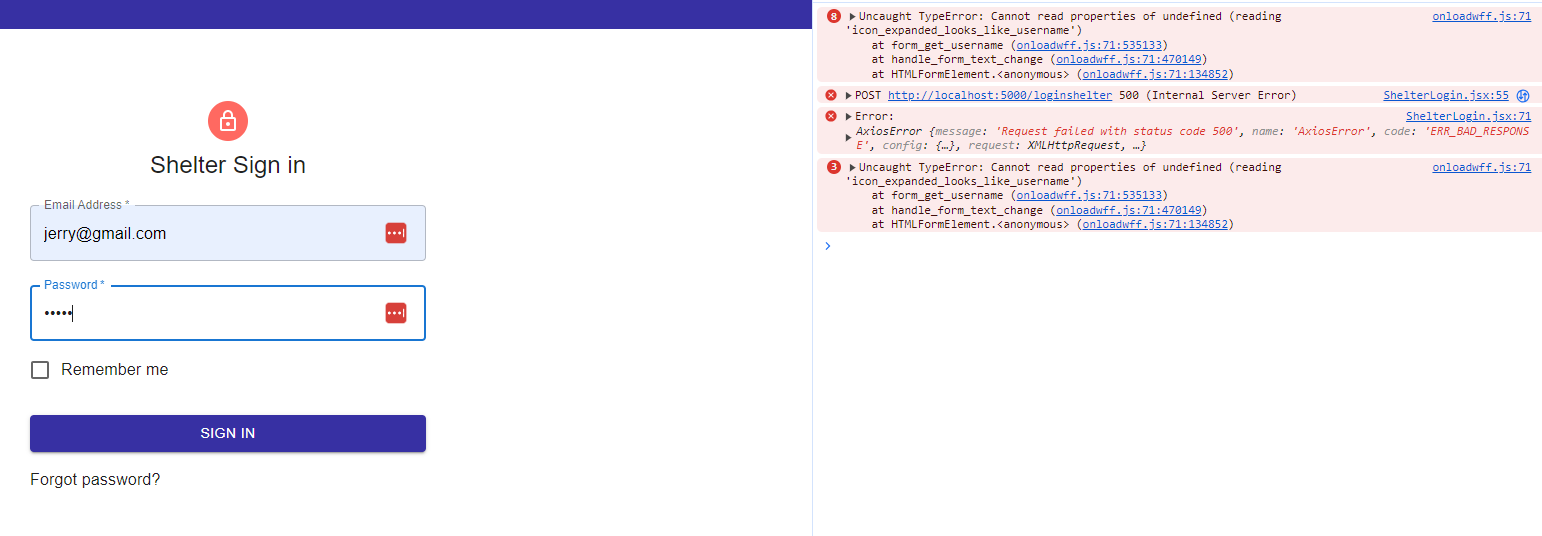 Shelter Sign in
Email Address *
jerry@gmail.com
Password *
•••••
Remember me
SIGN IN
Forgot password?
8 ▶Uncaught TypeError: Cannot read properties of undefined (reading onloadwff.js:71
'icon_expanded_looks_like_username')
at form_get_username (onloadwff.js:71:535133)
at handle_form_text_change (onloadwff.js:71:470149)
at HTMLFormElement.<anonymous> (onloadwff.js:71:134852)
▶POST http://localhost:5000/loginshelter 500 (Internal Server Error) ShelterLogin.jsx:55
▶Error: ShelterLogin.jsx:71
▶AxiosError {message: 'Request failed with status code 500', name: 'AxiosError', code: 'ERR_BAD_RESPONS
E', config: {…}, request: XMLHttpRequest, …}
3 ▶Uncaught TypeError: Cannot read properties of undefined (reading onloadwff.js:71
'icon_expanded_looks_like_username')
at form_get_username (onloadwff.js:71:535133)
at handle_form_text_change (onloadwff.js:71:470149)
at HTMLFormElement.<anonymous> (onloadwff.js:71:134852)